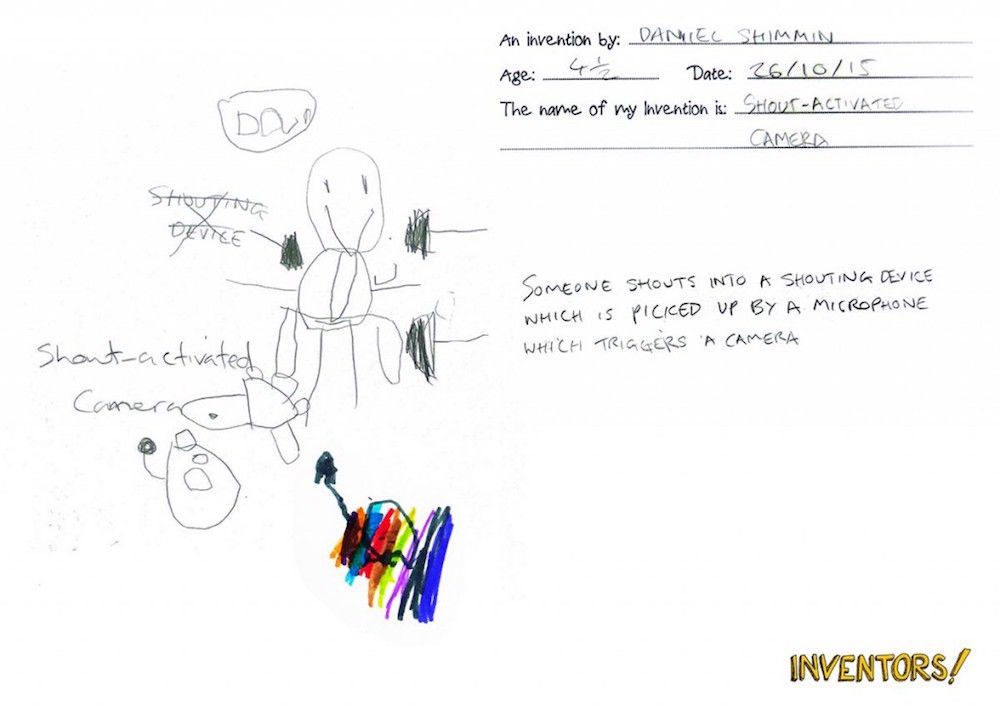 An invention by: DANIEL SHIMMIN
Age: 4½ Date: 26/10/15
The name of my Invention is: SHOUT-ACTIVATED
CAMERA
SHOUTING
DEVICE
Shout-activated
Camera
SOMEONE SHOUTS INTO A SHOUTING DEVICE
WHICH IS PICKED UP BY A MICROPHONE
WHICH TRIGGERS A CAMERA
INVENTORS!